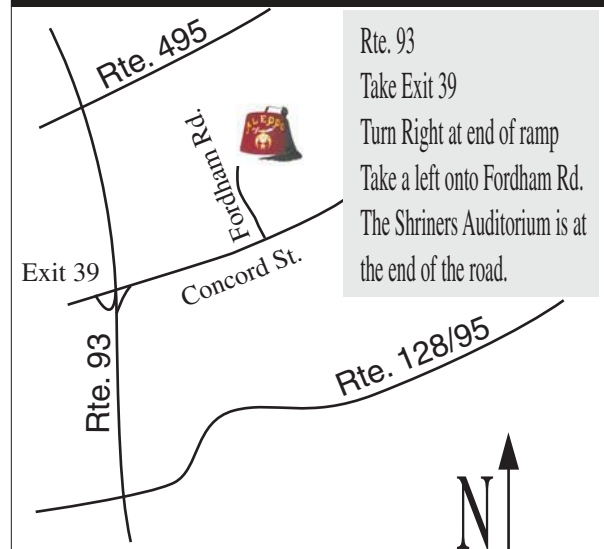 Rte. 495
Rte. 93
Take Exit 39
Turn Right at end of ramp
Take a left onto Fordham Rd.
The Shriners Auditorium is at
the end of the road.
Fordham Rd.
ALEPPO
Exit 39
Concord St.
Rte. 93
Rte. 128/95
N